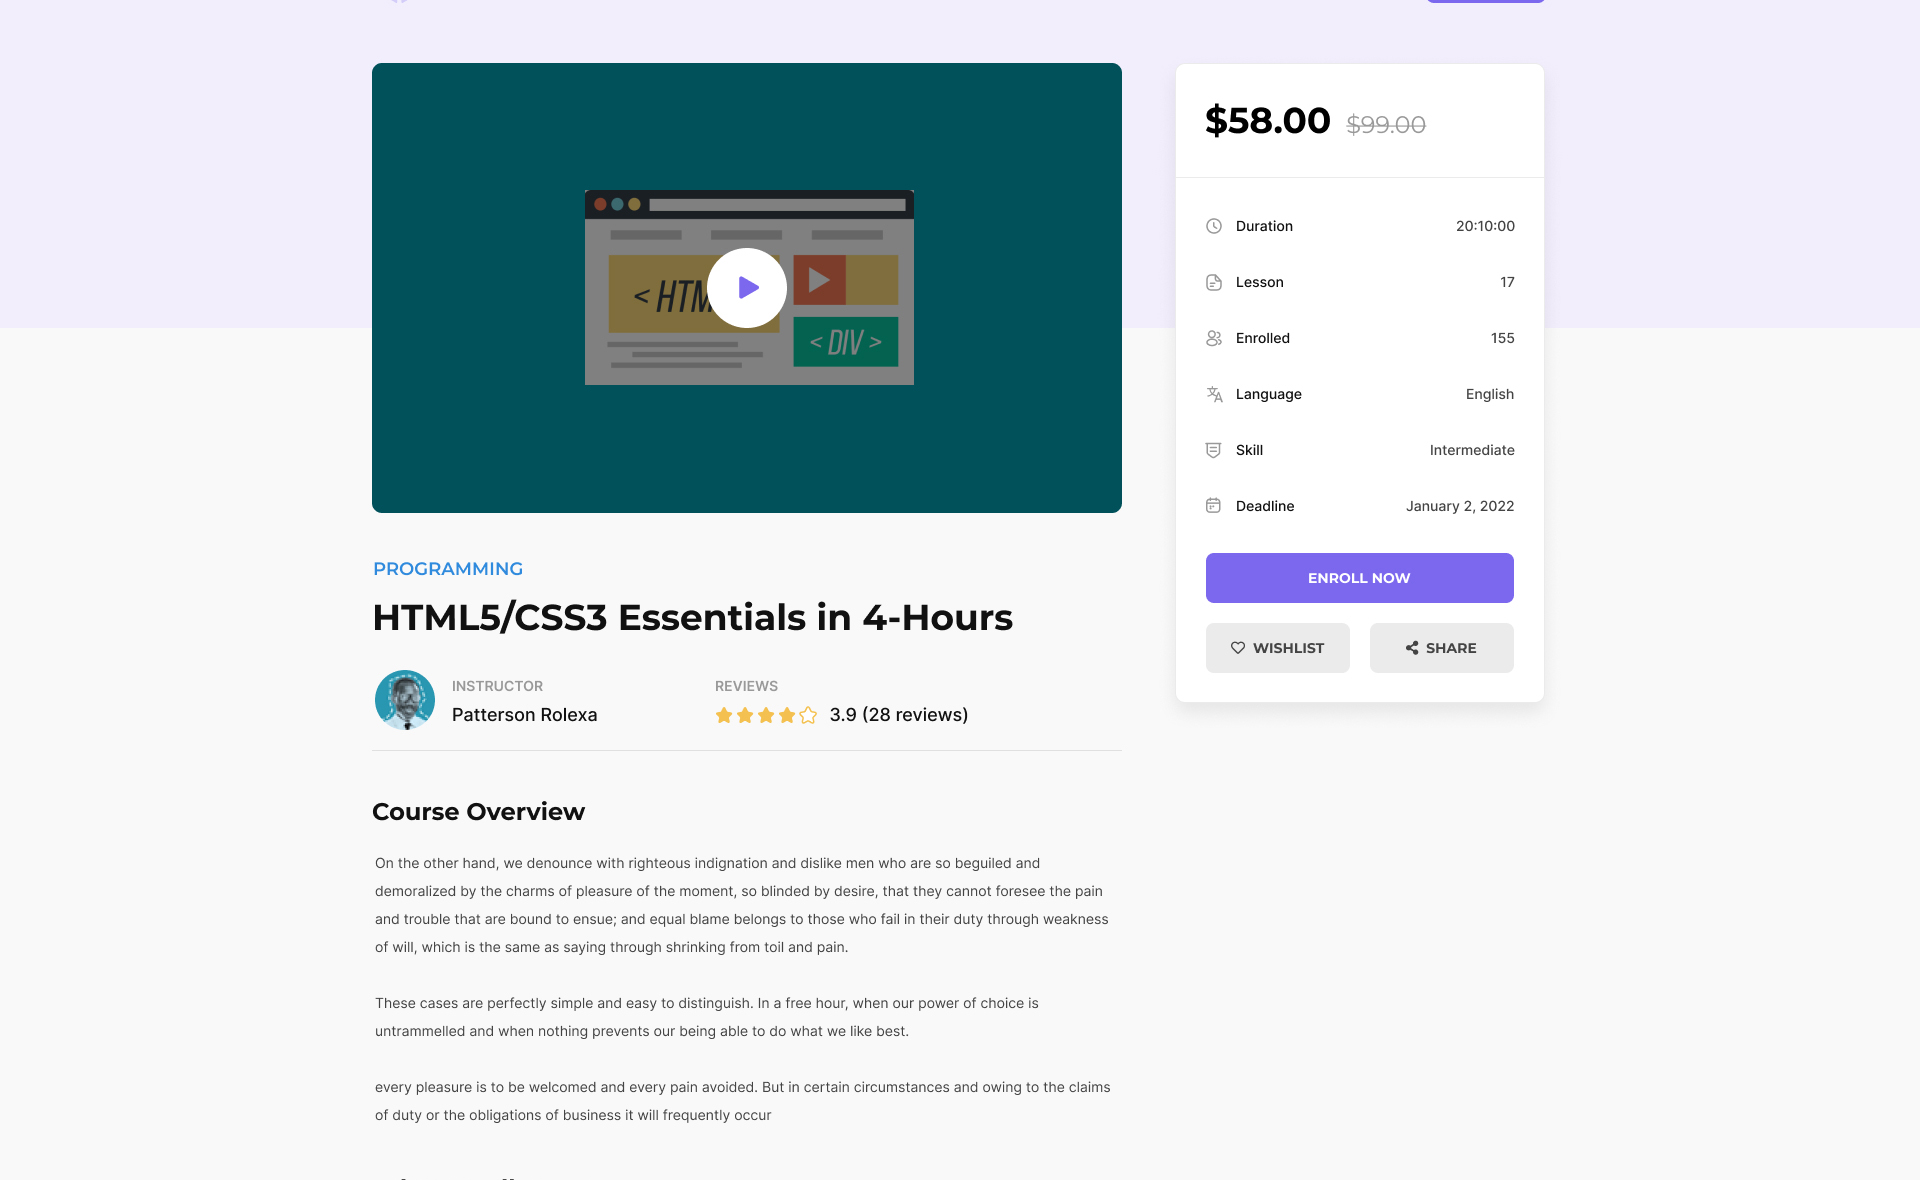 $58.00 $99.00
< HTM
< DIV >
Duration 20:10:00
Lesson 17
Enrolled 155
Language English
Skill Intermediate
Deadline January 2, 2022
ENROLL NOW
WISHLIST SHARE
PROGRAMMING
HTML5/CSS3 Essentials in 4-Hours
INSTRUCTOR
Patterson Rolexa
REVIEWS
3.9 (28 reviews)
Course Overview
On the other hand, we denounce with righteous indignation and dislike men who are so beguiled and
demoralized by the charms of pleasure of the moment, so blinded by desire, that they cannot foresee the pain
and trouble that are bound to ensue; and equal blame belongs to those who fail in their duty through weakness
of will, which is the same as saying through shrinking from toil and pain.
These cases are perfectly simple and easy to distinguish. In a free hour, when our power of choice is
untrammelled and when nothing prevents our being able to do what we like best.
every pleasure is to be welcomed and every pain avoided. But in certain circumstances and owing to the claims
of duty or the obligations of business it will frequently occur